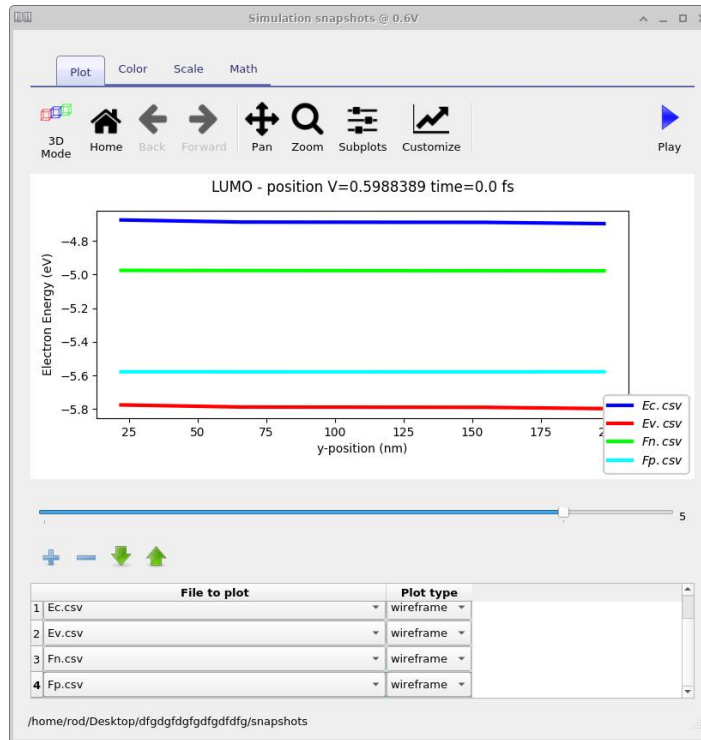 Simulation snapshots @ 0.6V
Plot Color Scale Math
3D Mode
Home
Back
Forward
Pan
Zoom
Subplots
Customize
Play
LUMO - position V=0.5988389 time=0.0 fs
Electron Energy (eV)
−4.8
−5.0
−5.2
−5.4
−5.6
−5.8
25 50 75 100 125 150 175
y-position (nm)
Ec.csv
Ev.csv
Fn.csv
Fp.csv
5
File to plot Plot type
1 Ec.csv wireframe
2 Ev.csv wireframe
3 Fn.csv wireframe
4 Fp.csv wireframe
/home/rod/Desktop/dfgdgfdgfgdfgdfdfg/snapshots